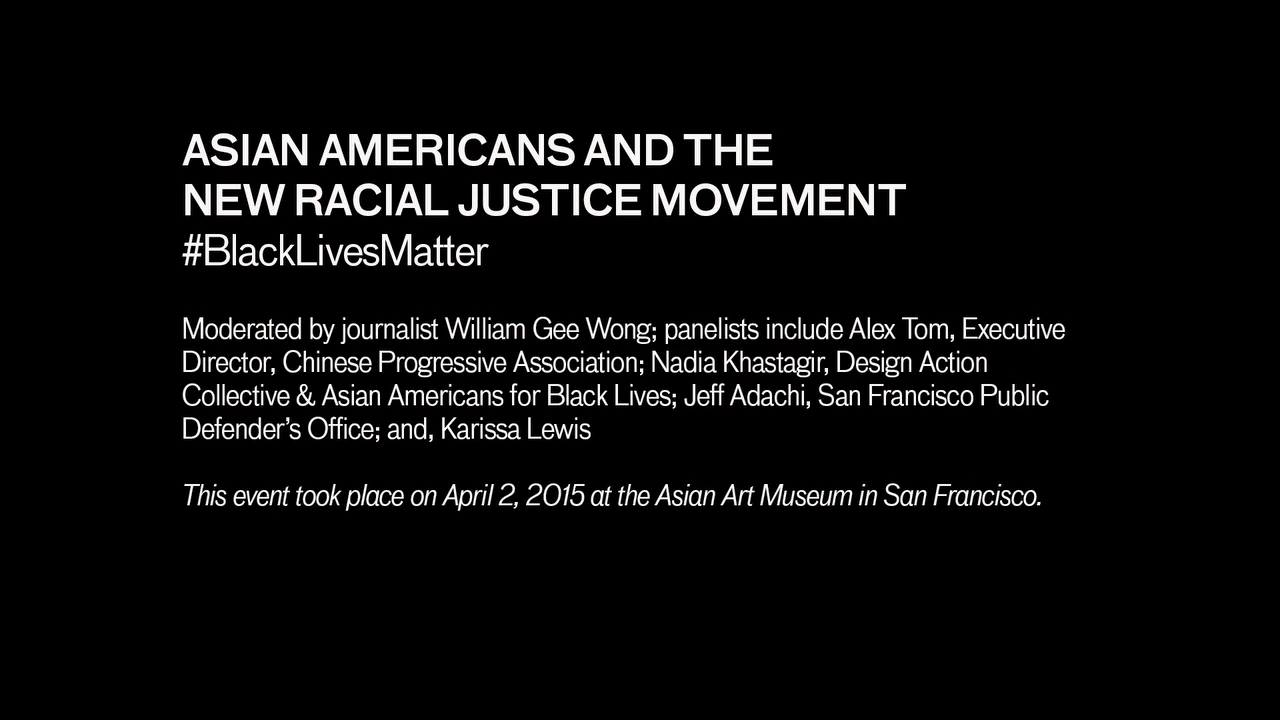 ASIAN AMERICANS AND THE
NEW RACIAL JUSTICE MOVEMENT
#BlackLivesMatter
Moderated by journalist William Gee Wong; panelists include Alex Tom, Executive
Director, Chinese Progressive Association; Nadia Khastagir, Design Action
Collective & Asian Americans for Black Lives; Jeff Adachi, San Francisco Public
Defender’s Office; and, Karissa Lewis
This event took place on April 2, 2015 at the Asian Art Museum in San Francisco.